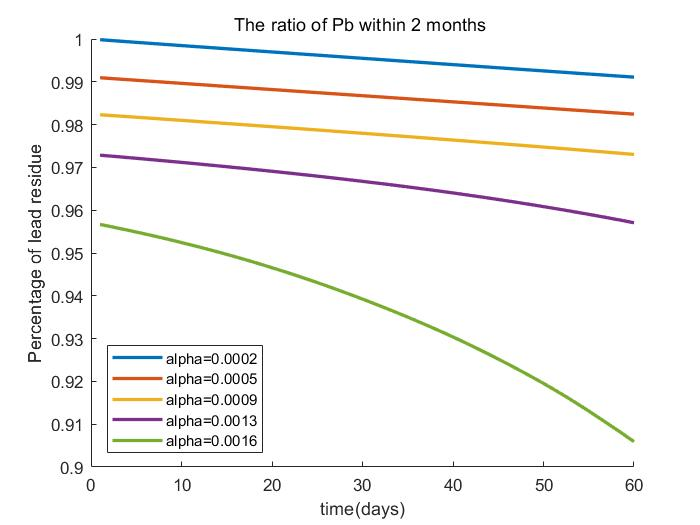 The ratio of Pb within 2 months
Percentage of lead residue
1
0.99
0.98
0.97
0.96
0.95
0.94
0.93
0.92
0.91
0.9
alpha=0.0002
alpha=0.0005
alpha=0.0009
alpha=0.0013
alpha=0.0016
0 10 20 30 40 50 60
time(days)